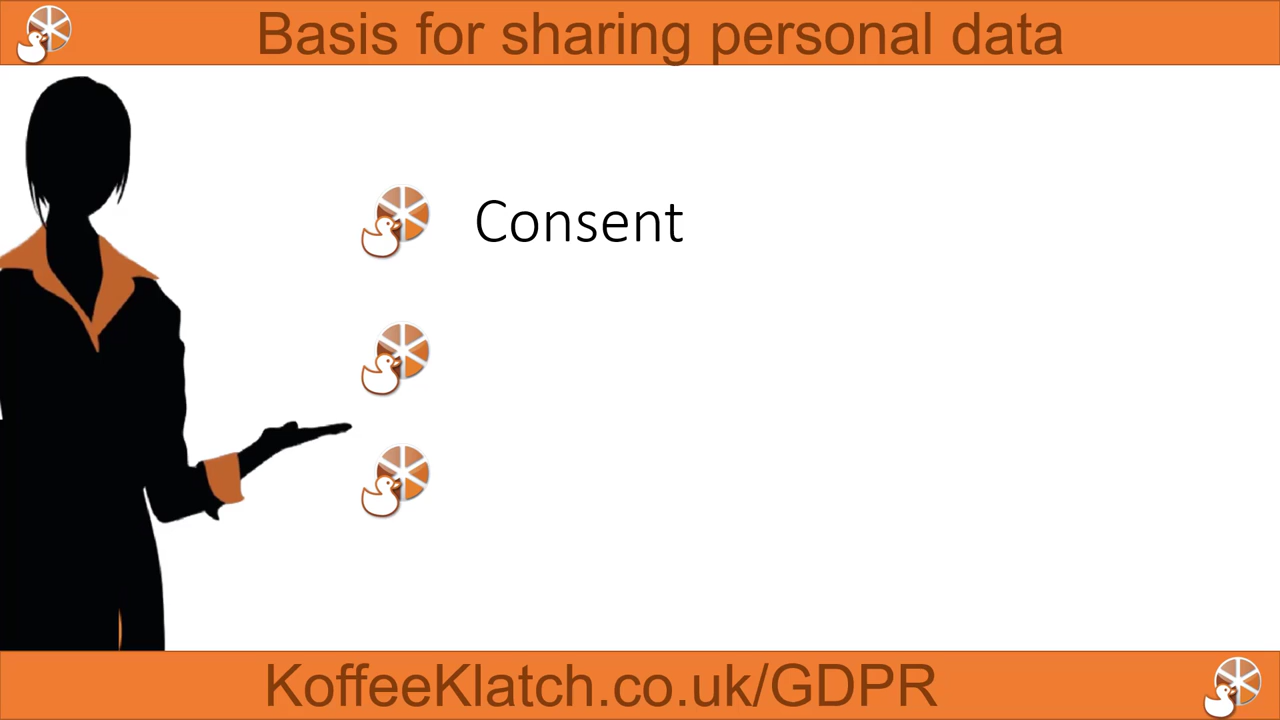 Basis for sharing personal data
Consent
KoffeeKlatch.co.uk/GDPR